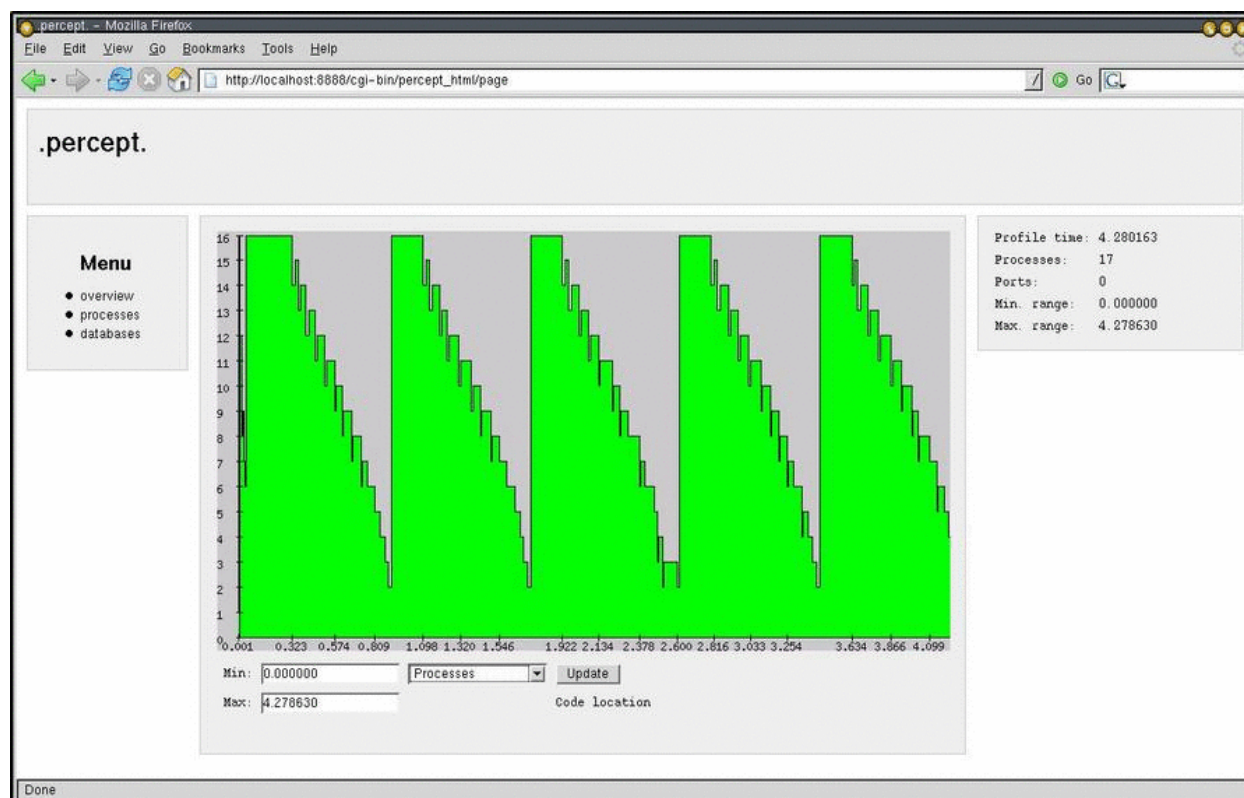 .percept. - Mozilla Firefox
File Edit View Go Bookmarks Tools Help
http://localhost:8888/cgi-bin/percept_html/page
Go
.percept.
Menu
overview
processes
databases
16
15
14
13
12
11
10
9
8
7
6
5
4
3
2
1
0
0.001 0.323 0.574 0.809 1.098 1.320 1.546 1.922 2.134 2.378 2.600 2.816 3.033 3.254 3.634 3.866 4.099
Min: 0.000000 Processes Update
Max: 4.278630 Code location
Profile time: 4.280163
Processes: 17
Ports: 0
Min. range: 0.000000
Max. range: 4.278630
Done